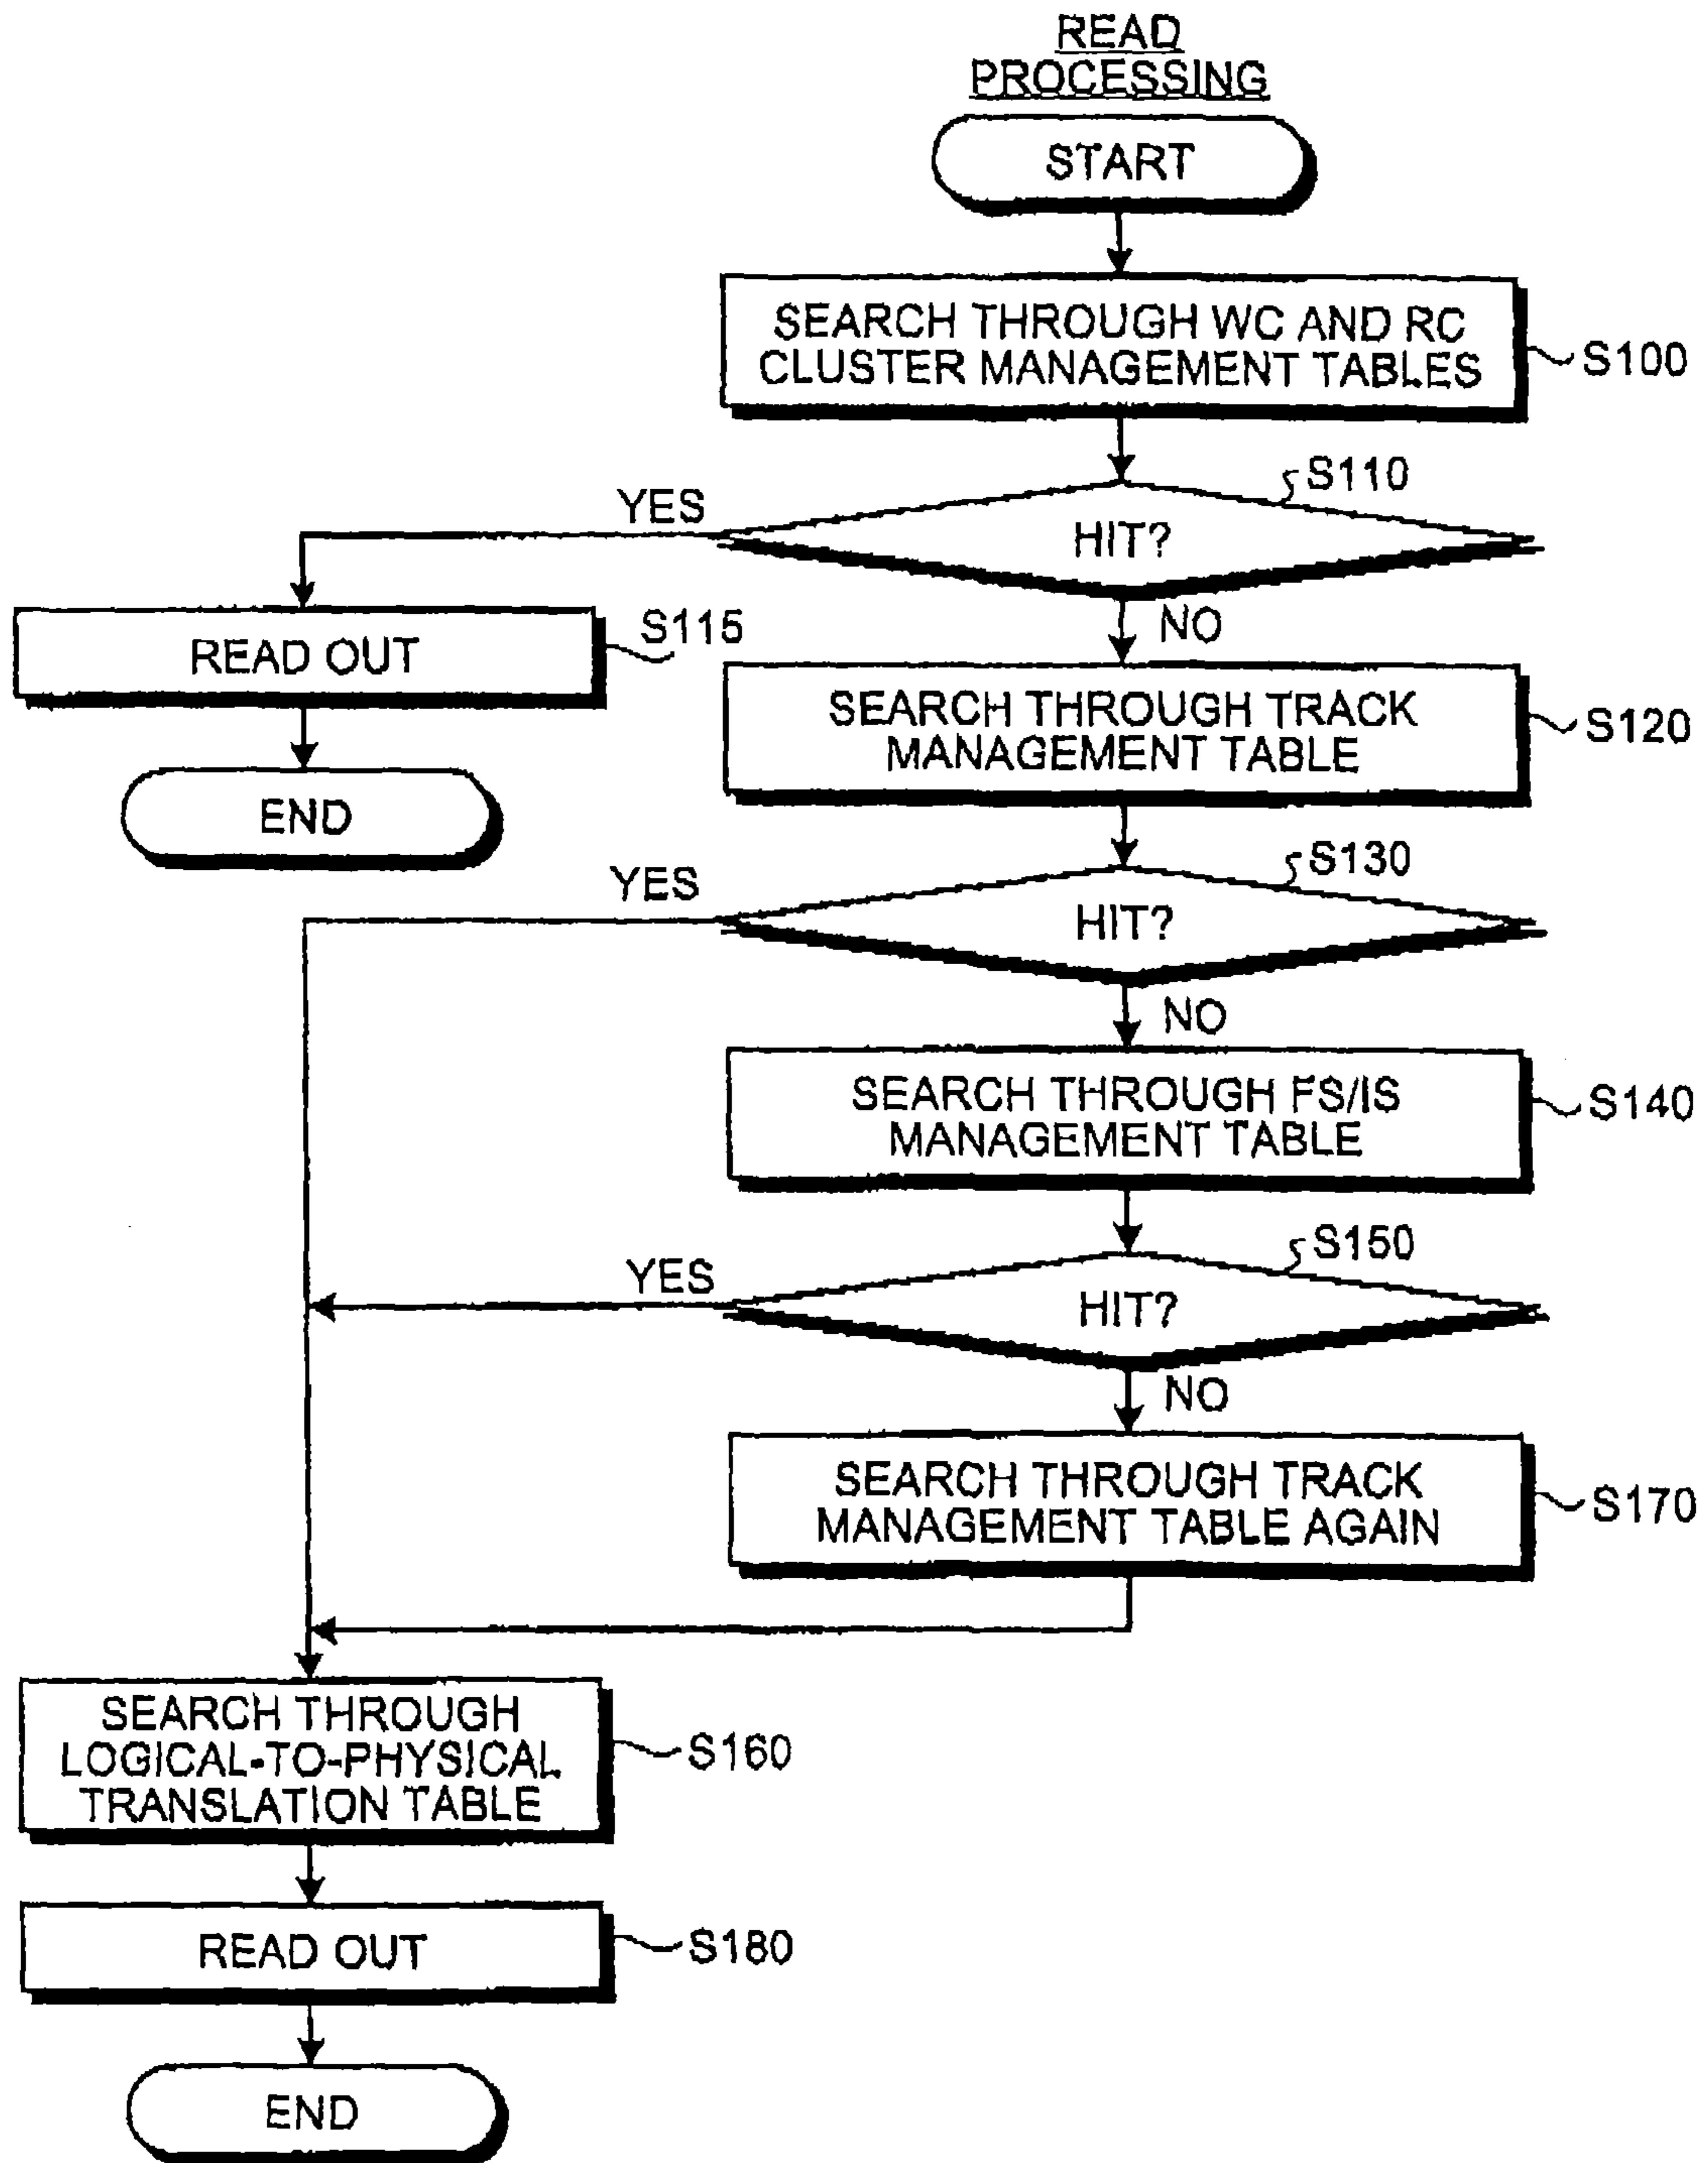 READ
PROCESSING
START
SEARCH THROUGH WC AND RC
CLUSTER MANAGEMENT TABLES
S100
S110
YES
HIT?
NO
READ OUT
S115
END
SEARCH THROUGH TRACK
MANAGEMENT TABLE
S120
S130
YES
HIT?
NO
SEARCH THROUGH FS/IS
MANAGEMENT TABLE
S140
S150
YES
HIT?
NO
SEARCH THROUGH TRACK
MANAGEMENT TABLE AGAIN
S170
SEARCH THROUGH
LOGICAL-TO-PHYSICAL
TRANSLATION TABLE
S160
READ OUT
S180
END